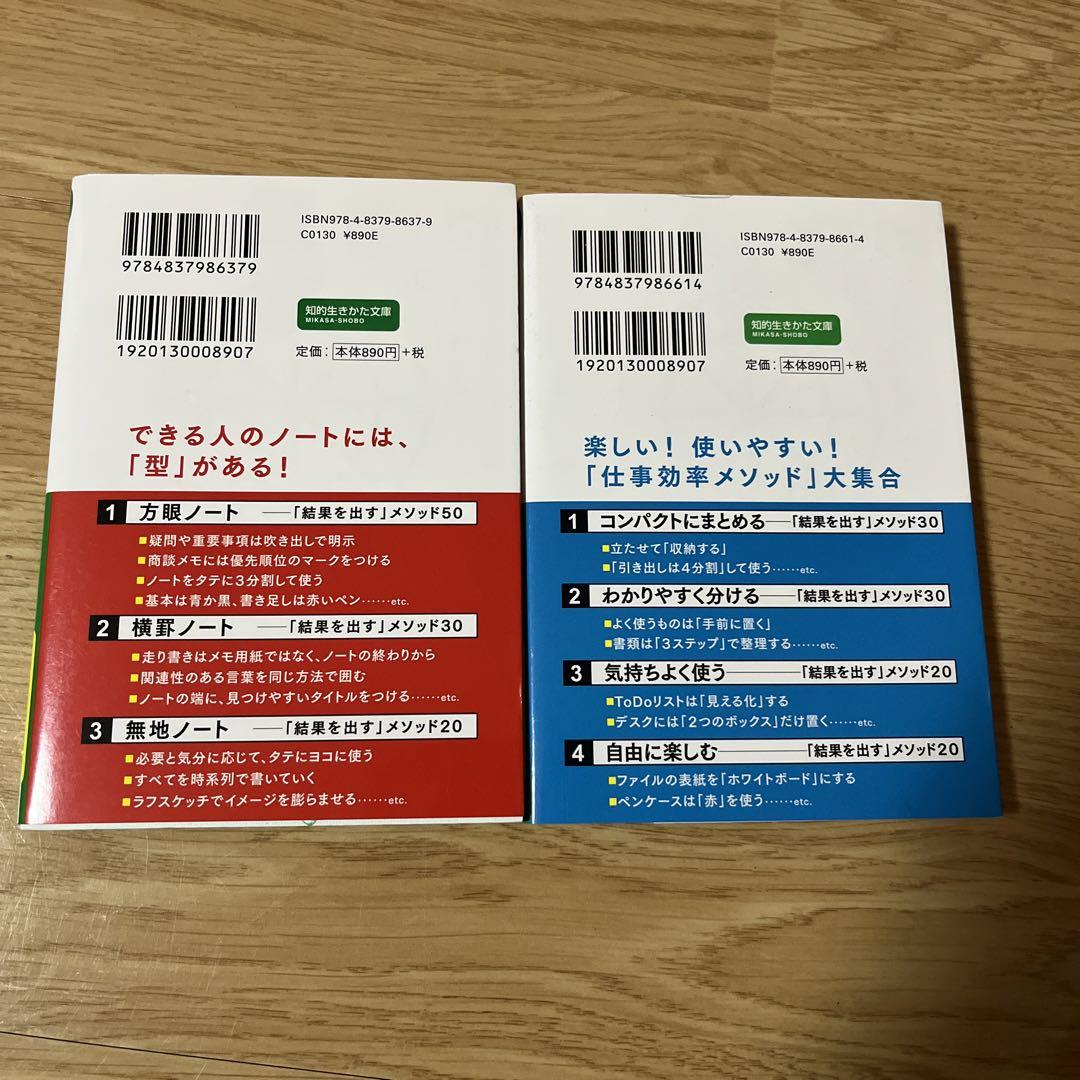 ISBN978-4-8379-8637-9
C0130 ¥890E
9784837986379
知的生きかた文庫
MIKASA-SHOBO
1920130008907
定価：本体890円＋税
できる人のノートには、
「型」がある！
1 方眼ノート ──「結果を出す」メソッド50
■疑問や重要事項は吹き出しで明示
■商談メモには優先順位のマークをつける
■ノートをタテに3分割して使う
■基本は青か黒、書き足しは赤いペン……etc.
2 横罫ノート ──「結果を出す」メソッド30
■走り書きはメモ用紙ではなく、ノートの終わりから
■関連性のある言葉を同じ方法で囲む
■ノートの端に、見つけやすいタイトルをつける……etc.
3 無地ノート ──「結果を出す」メソッド20
■必要と気分に応じて、タテにヨコに使う
■すべてを時系列で書いていく
■ラフスケッチでイメージを膨らませる……etc.
ISBN978-4-8379-8661-4
C0130 ¥890E
9784837986614
知的生きかた文庫
MIKASA-SHOBO
1920130008907
定価：本体890円＋税
楽しい！ 使いやすい！
「仕事効率メソッド」大集合
1 コンパクトにまとめる──「結果を出す」メソッド30
■立たせて「収納する」
■「引き出しは4分割」して使う……etc.
2 わかりやすく分ける──「結果を出す」メソッド30
■よく使うものは「手前に置く」
■書類は「3ステップ」で整理する……etc.
3 気持ちよく使う ──「結果を出す」メソッド20
■ToDoリストは「見える化」する
■デスクには「2つのボックス」だけ置く……etc.
4 自由に楽しむ ──「結果を出す」メソッド20
■ファイルの表紙を「ホワイトボード」にする
■ペンケースは「赤」を使う……etc.